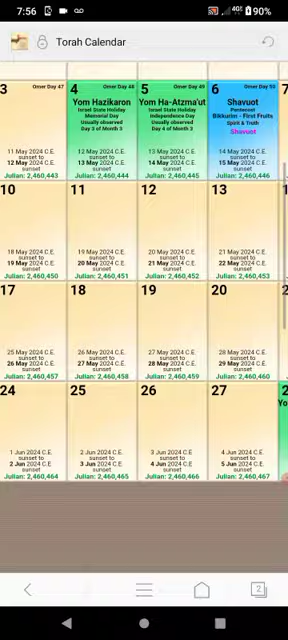 7:56
4G
90%
Torah Calendar
3
Omer Day 47
11 May 2024 C.E.
sunset to
12 May 2024 C.E.
sunset
Julian: 2,460,443
4
Omer Day 48
Yom Hazikaron
Israel State Holiday
Memorial Day
Usually observed
Day 3 of Month 3
12 May 2024 C.E.
sunset to
13 May 2024 C.E.
sunset
Julian: 2,460,444
5
Omer Day 49
Yom Ha-Atzma'ut
Israel State Holiday
Independence Day
Usually observed
Day 4 of Month 3
13 May 2024 C.E.
sunset to
14 May 2024 C.E.
sunset
Julian: 2,460,445
6
Omer Day 50
Shavuot
Pentecost
Bikkurim - First Fruits
Spirit & Truth
Shavuot
14 May 2024 C.E.
sunset to
15 May 2024 C.E.
sunset
Julian: 2,460,446
7
10
18 May 2024 C.E.
sunset to
19 May 2024 C.E.
sunset
Julian: 2,460,450
11
19 May 2024 C.E.
sunset to
20 May 2024 C.E.
sunset
Julian: 2,460,451
12
20 May 2024 C.E.
sunset to
21 May 2024 C.E.
sunset
Julian: 2,460,452
13
21 May 2024 C.E.
sunset to
22 May 2024 C.E.
sunset
Julian: 2,460,453
17
25 May 2024 C.E.
sunset to
26 May 2024 C.E.
sunset
Julian: 2,460,457
18
26 May 2024 C.E.
sunset to
27 May 2024 C.E.
sunset
Julian: 2,460,458
19
27 May 2024 C.E.
sunset to
28 May 2024 C.E.
sunset
Julian: 2,460,459
20
28 May 2024 C.E.
sunset to
29 May 2024 C.E.
sunset
Julian: 2,460,460
24
1 Jun 2024 C.E.
sunset to
2 Jun 2024 C.E.
sunset
Julian: 2,460,464
25
2 Jun 2024 C.E.
sunset to
3 Jun 2024 C.E.
sunset
Julian: 2,460,465
26
3 Jun 2024 C.E.
sunset to
4 Jun 2024 C.E.
sunset
Julian: 2,460,466
27
4 Jun 2024 C.E.
sunset to
5 Jun 2024 C.E.
sunset
Julian: 2,460,467
2
Yo
2